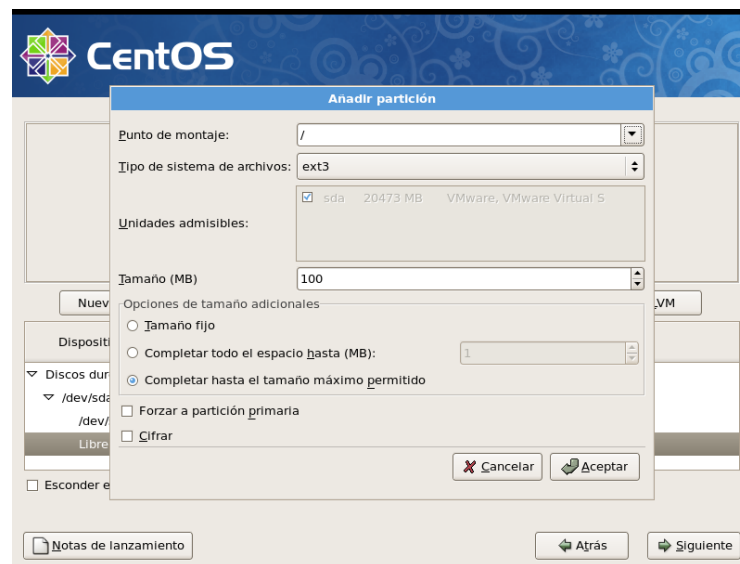 CentOS
Añadir partición
Punto de montaje: /
Tipo de sistema de archivos: ext3
sda 20473 MB VMware, VMware Virtual S
Unidades admisibles:
Tamaño (MB) 100
Nuev VM
Opciones de tamaño adicionales
Tamaño fijo
Dispositi
Completar todo el espacio hasta (MB): 1
Discos dur
Completar hasta el tamaño máximo permitido
/dev/sda
Forzar a partición primaria
/dev/
Cifrar
Libre
Cancelar Aceptar
Esconder e
Notas de lanzamiento Atrás Siguiente